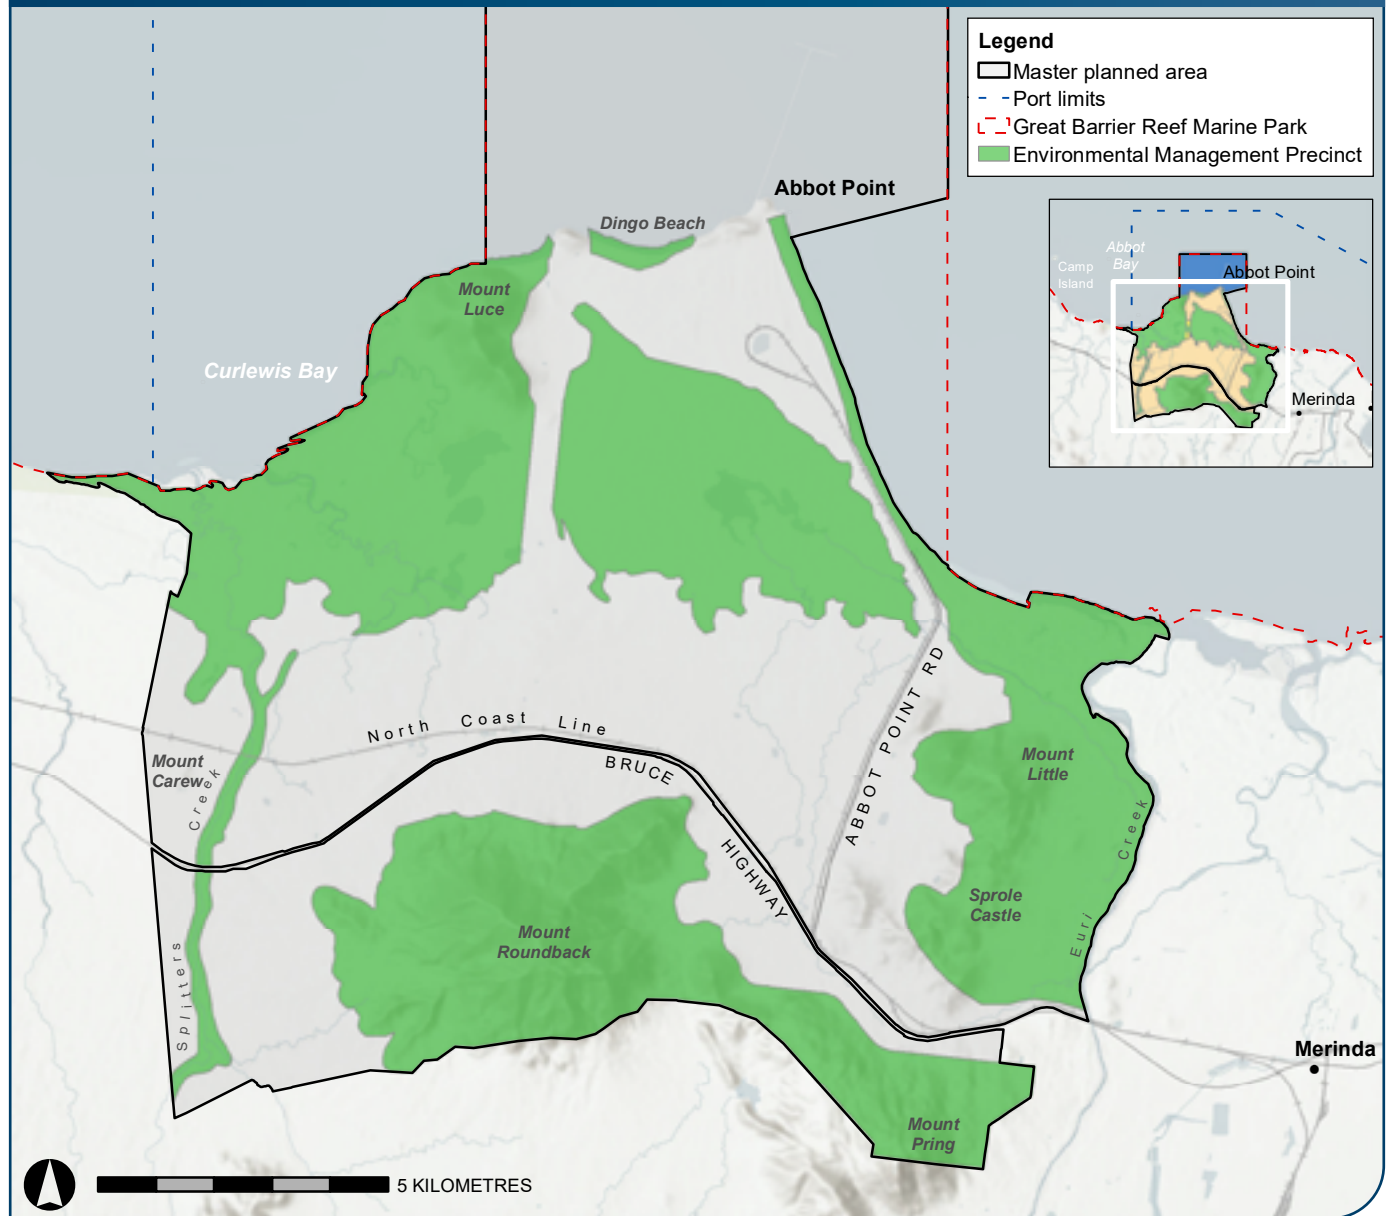 Legend
Master planned area
Port limits
Great Barrier Reef Marine Park
Environmental Management Precinct
Abbot Point
Dingo Beach
Mount
Luce
Curlewis Bay
Abbot
Bay
Camp
Island
Abbot Point
Merinda
North Coast Line
BRUCE
HIGHWAY
ABBOT POINT RD
Mount
Carew
Splitters
Creek
Mount
Little
Sprole
Castle
Euri
Creek
Mount
Roundback
Mount
Pring
Merinda
5 KILOMETRES